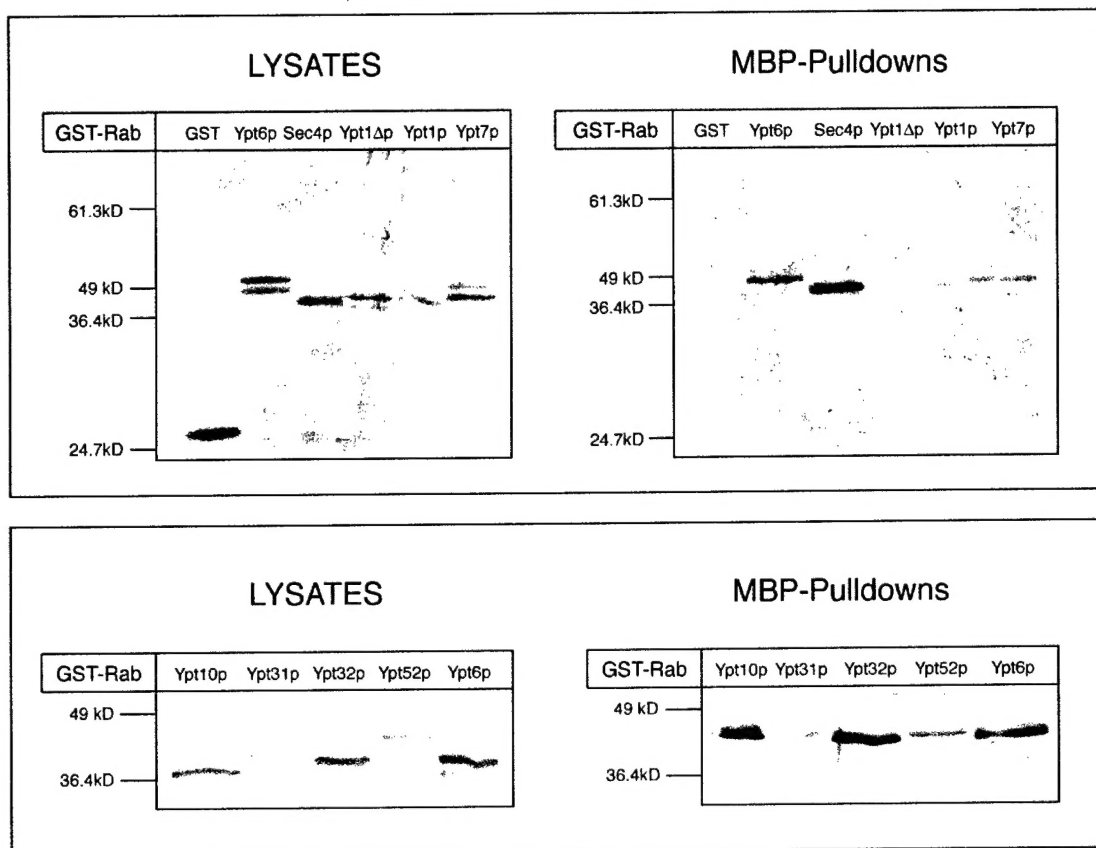 LYSATES
MBP-Pulldowns
GST-Rab GST Ypt6p Sec4p Ypt1Δp Ypt1p Ypt7p
GST-Rab GST Ypt6p Sec4p Ypt1Δp Ypt1p Ypt7p
61.3kD
49 kD
36.4kD
24.7kD
61.3kD
49 kD
36.4kD
24.7kD
LYSATES
MBP-Pulldowns
GST-Rab Ypt10p Ypt31p Ypt32p Ypt52p Ypt6p
GST-Rab Ypt10p Ypt31p Ypt32p Ypt52p Ypt6p
49 kD
36.4kD
49 kD
36.4kD